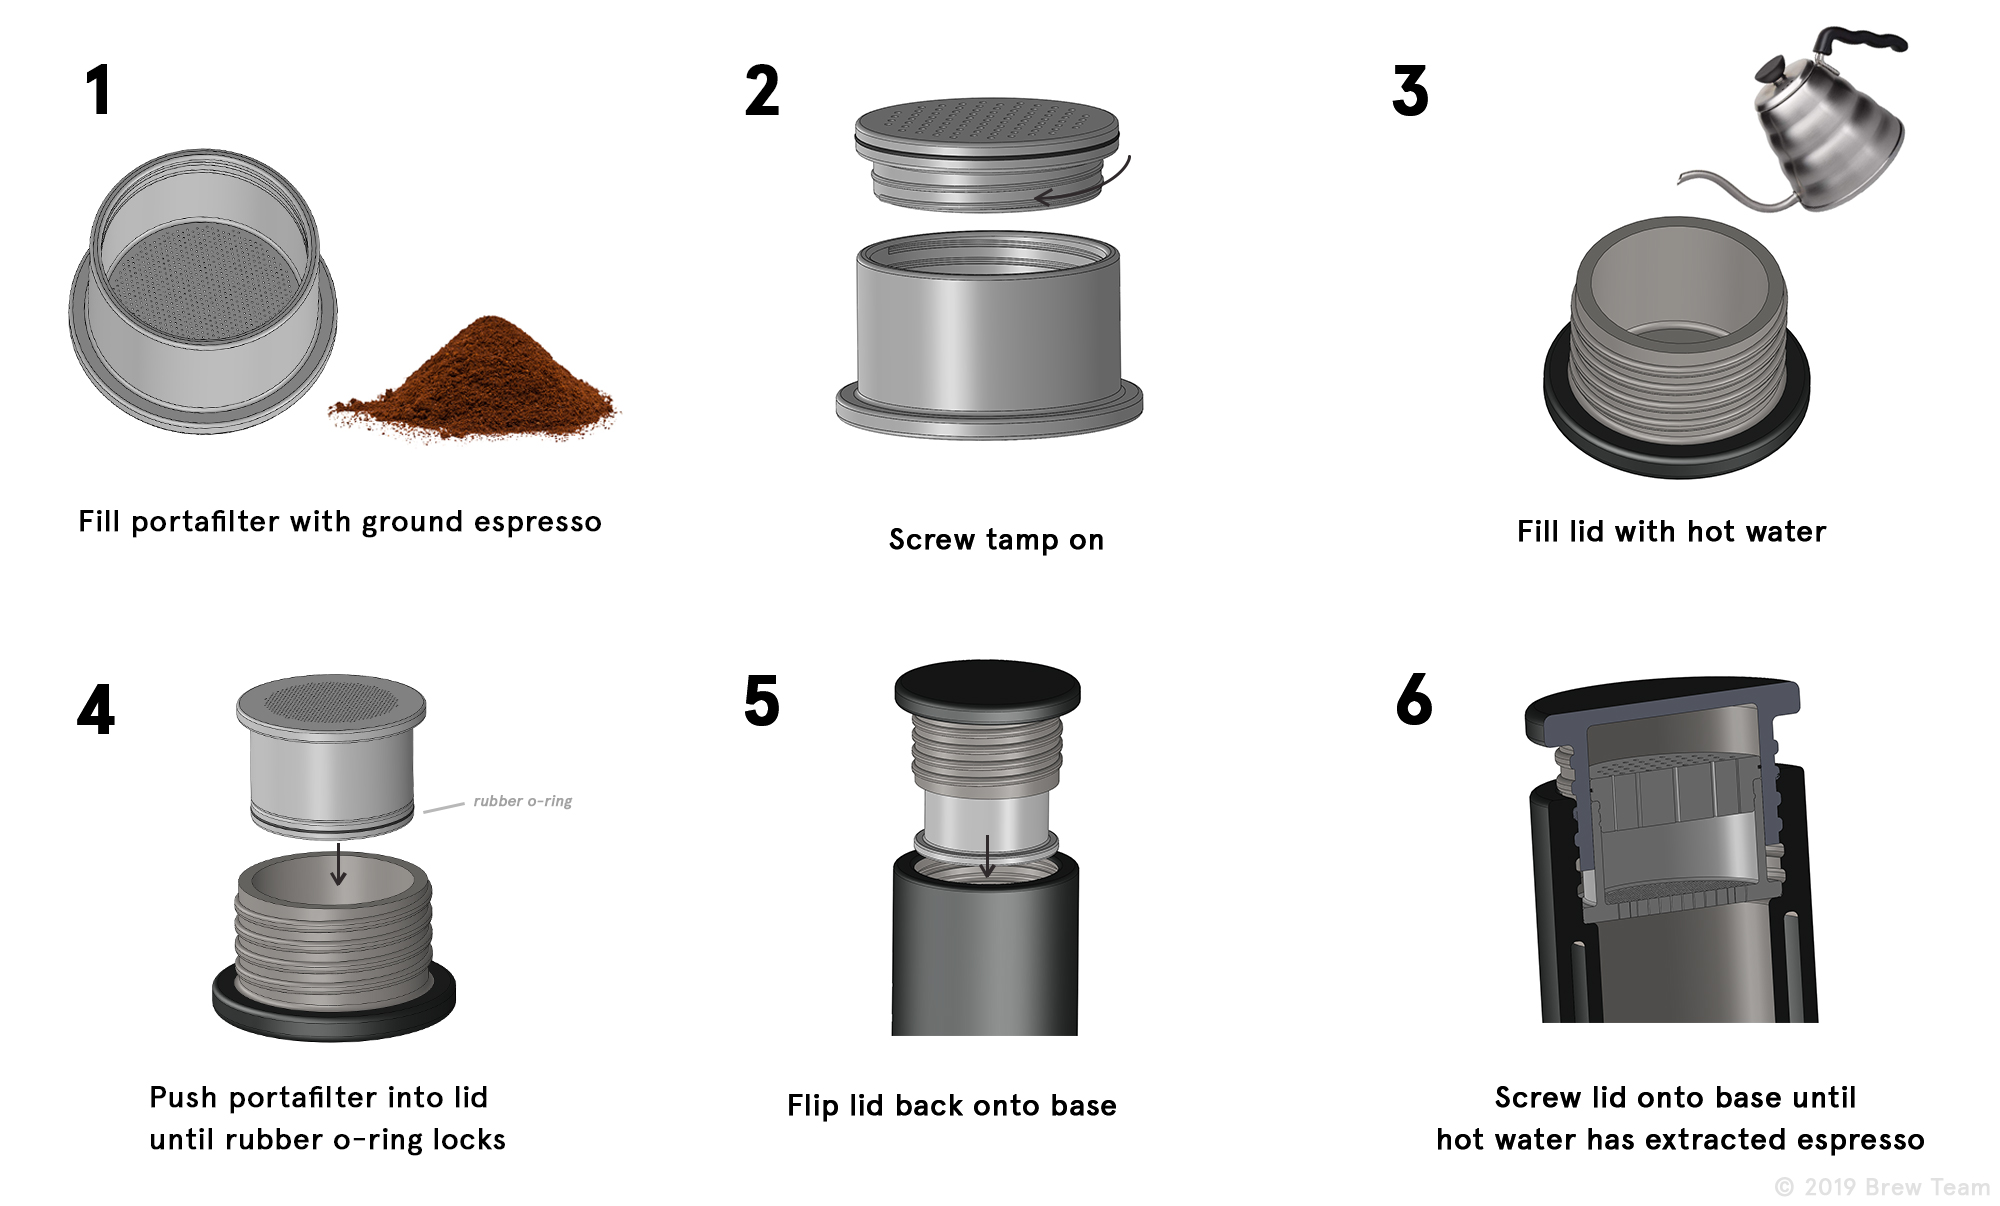 1
Fill portafilter with ground espresso
2
Screw tamp on
3
Fill lid with hot water
4
rubber o-ring
Push portafilter into lid
until rubber o-ring locks
5
Flip lid back onto base
6
Screw lid onto base until
hot water has extracted espresso
© 2019 Brew Team